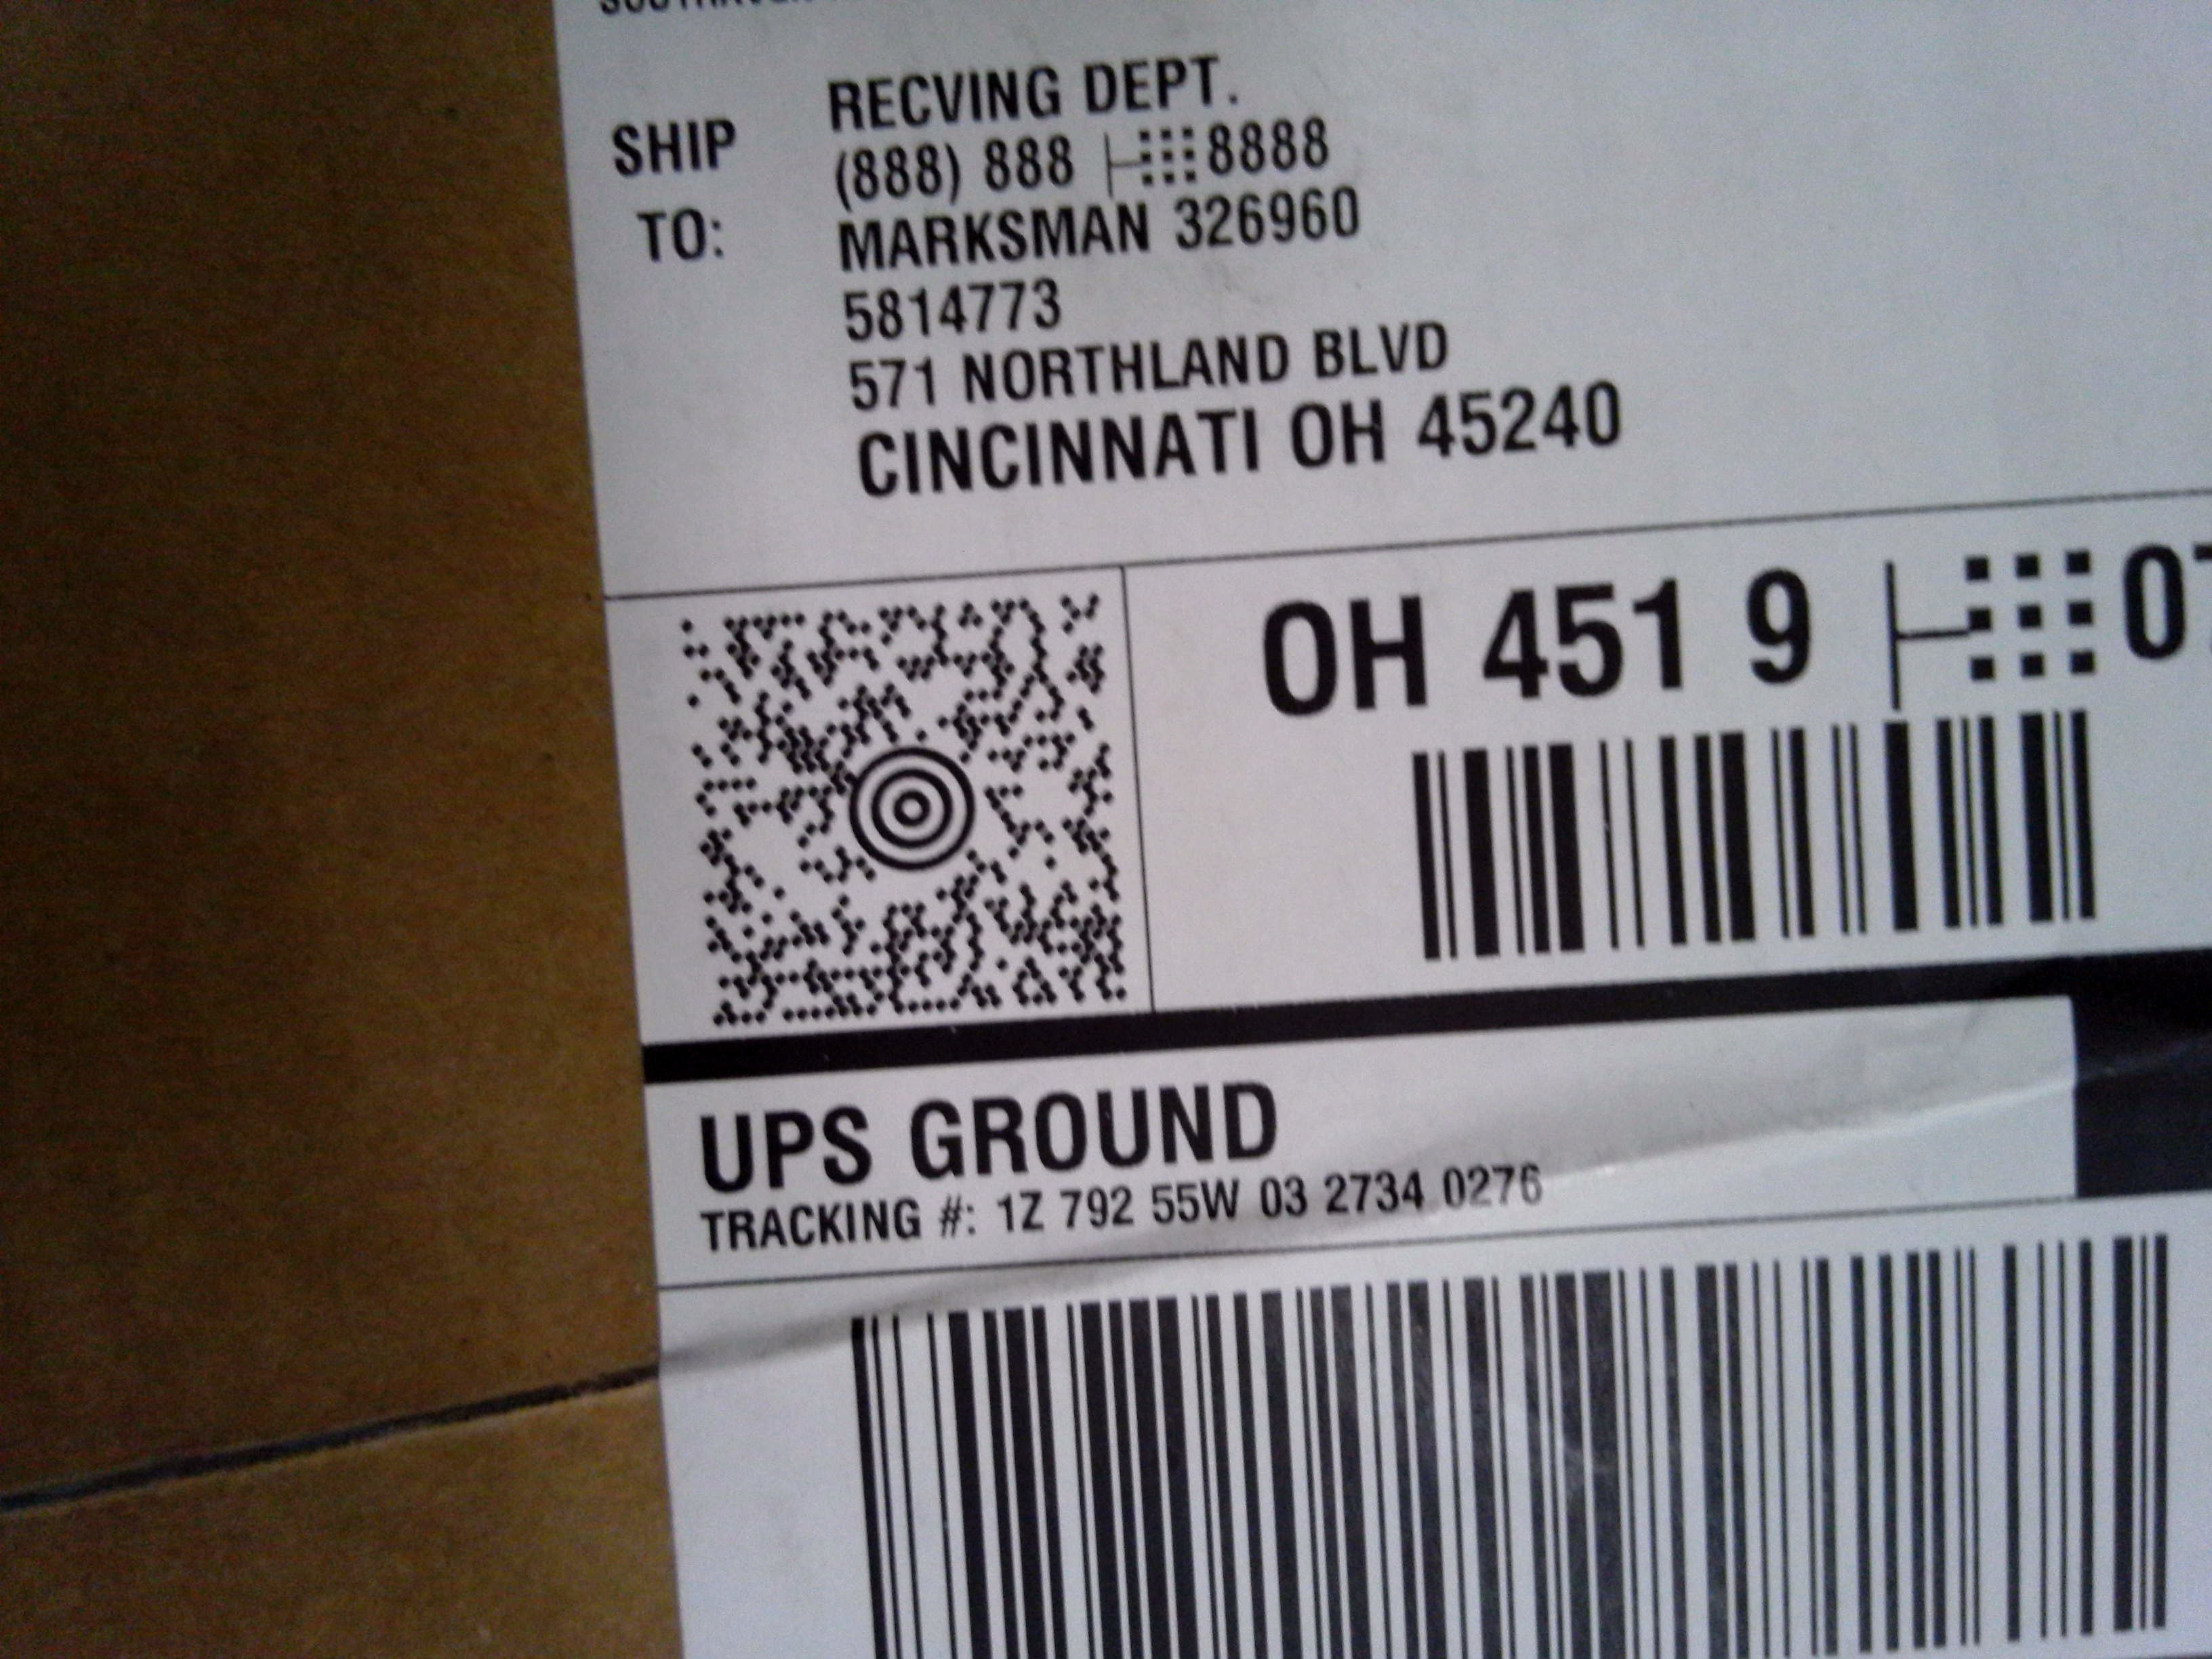 RECVING DEPT.
SHIP TO:
(888) 888 8888
MARKSMAN 326960
5814773
571 NORTHLAND BLVD
CINCINNATI OH 45240
OH 451 9 0
UPS GROUND
TRACKING #: 1Z 792 55W 03 2734 0276